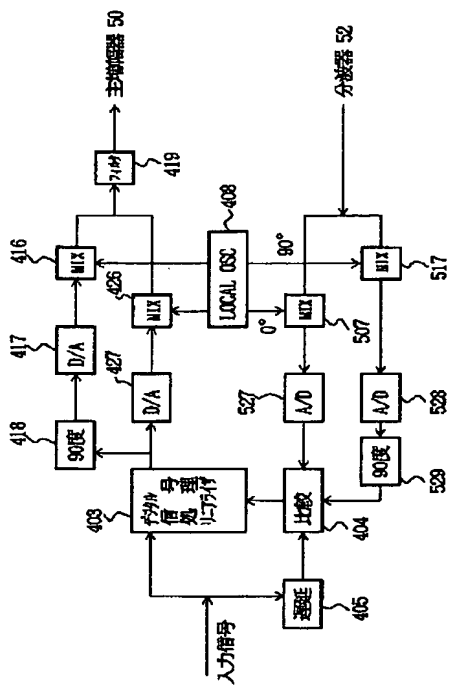 主増幅器 50
分波器 52
フィルタ
419
416
MIX
426
MIX
408
LOCAL OSC
90°
0°
MIX
507
MIX
517
417
D/A
427
D/A
527
A/D
A/D
528
418
90度
90度
529
403
デジタル
信号
処理
リニアライザ
比較
404
遅延
405
入力信号